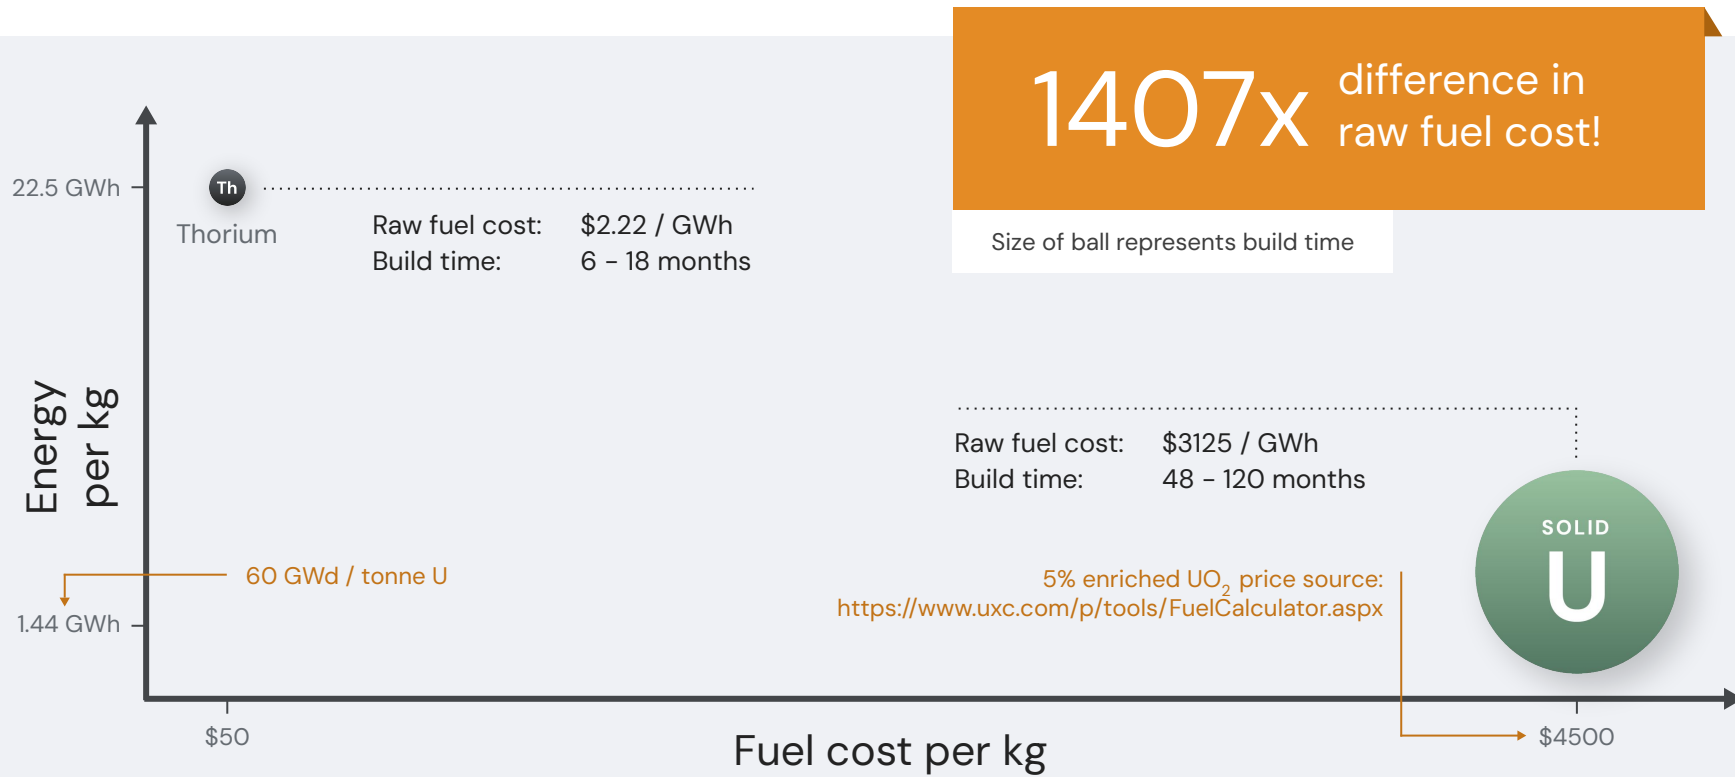 1407x
difference in
raw fuel cost!
Size of ball represents build time
22.5 GWh
Th
Thorium
Raw fuel cost: $2.22 / GWh
Build time: 6 - 18 months
Energy
per kg
Raw fuel cost: $3125 / GWh
Build time: 48 - 120 months
SOLID
U
60 GWd / tonne U
1.44 GWh
5% enriched UO₂ price source:
https://www.uxc.com/p/tools/FuelCalculator.aspx
$50
Fuel cost per kg
$4500